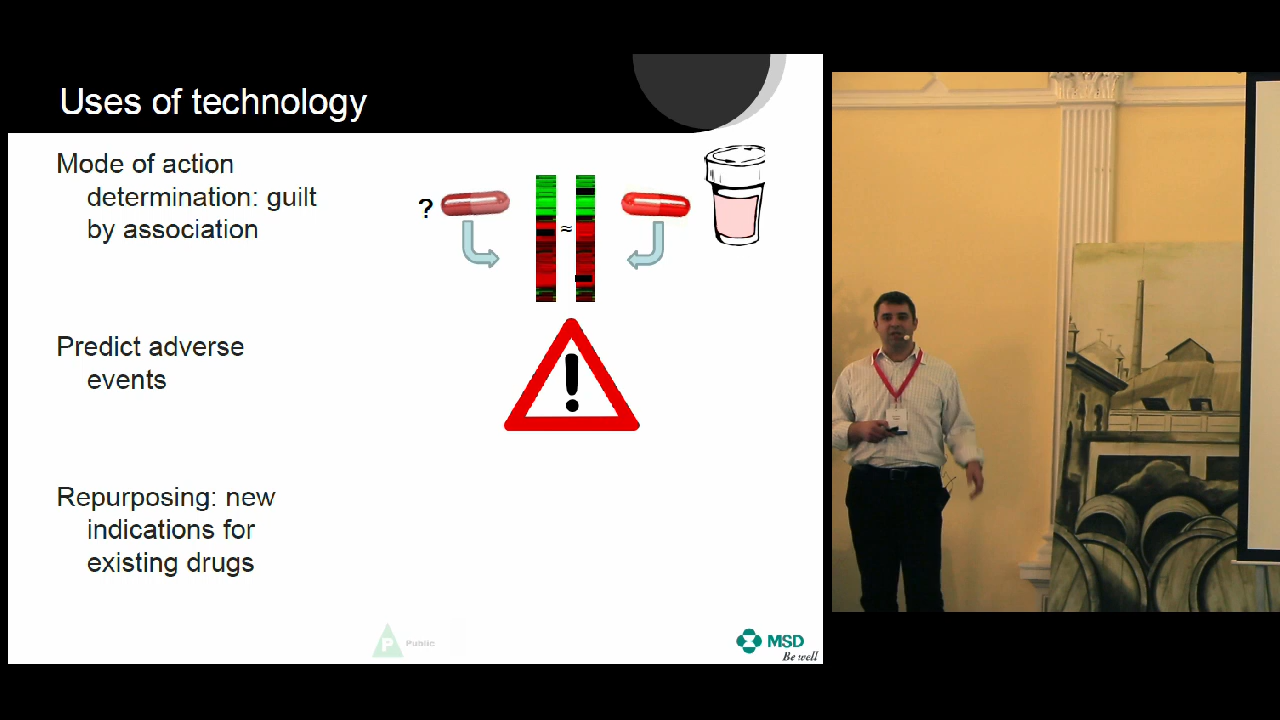 Uses of technology
Mode of action
determination: guilt
by association
?
≈
Predict adverse
events
Repurposing: new
indications for
existing drugs
P Public
MSD
Be well